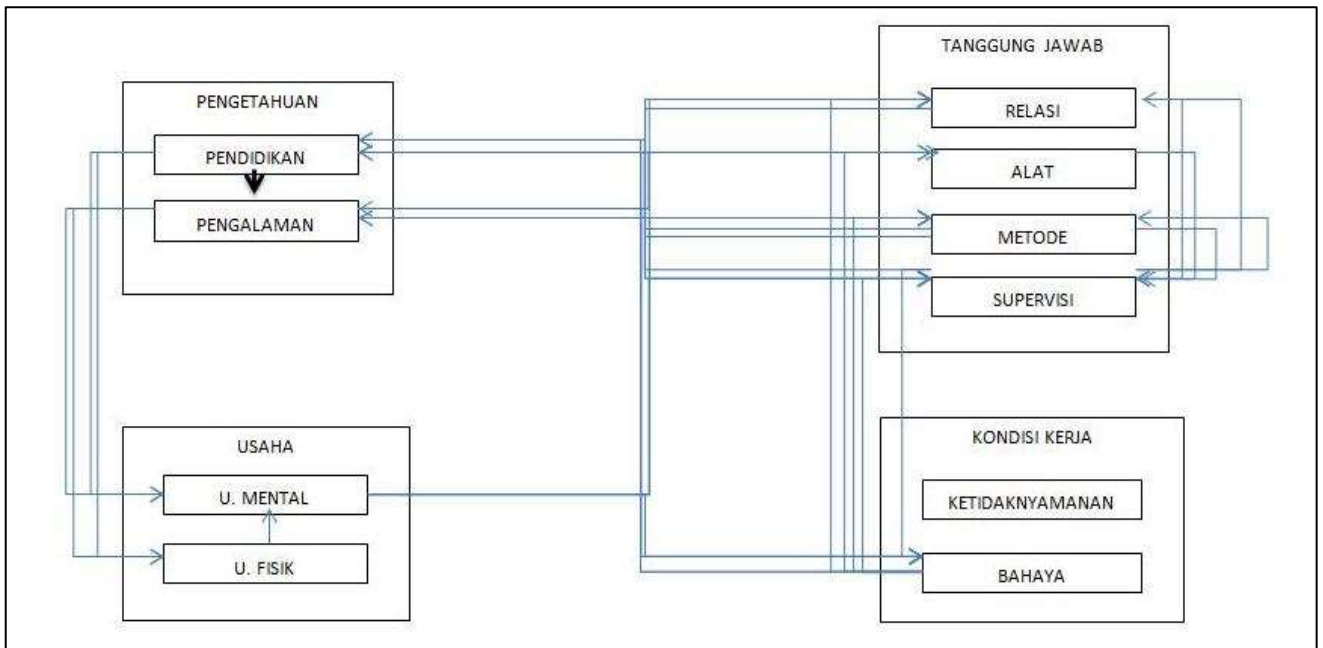 PENGETAHUAN
PENDIDIKAN
PENGALAMAN
USAHA
U. MENTAL
U. FISIK
TANGGUNG JAWAB
RELASI
ALAT
METODE
SUPERVISI
KONDISI KERJA
KETIDAKNYAMANAN
BAHAYA